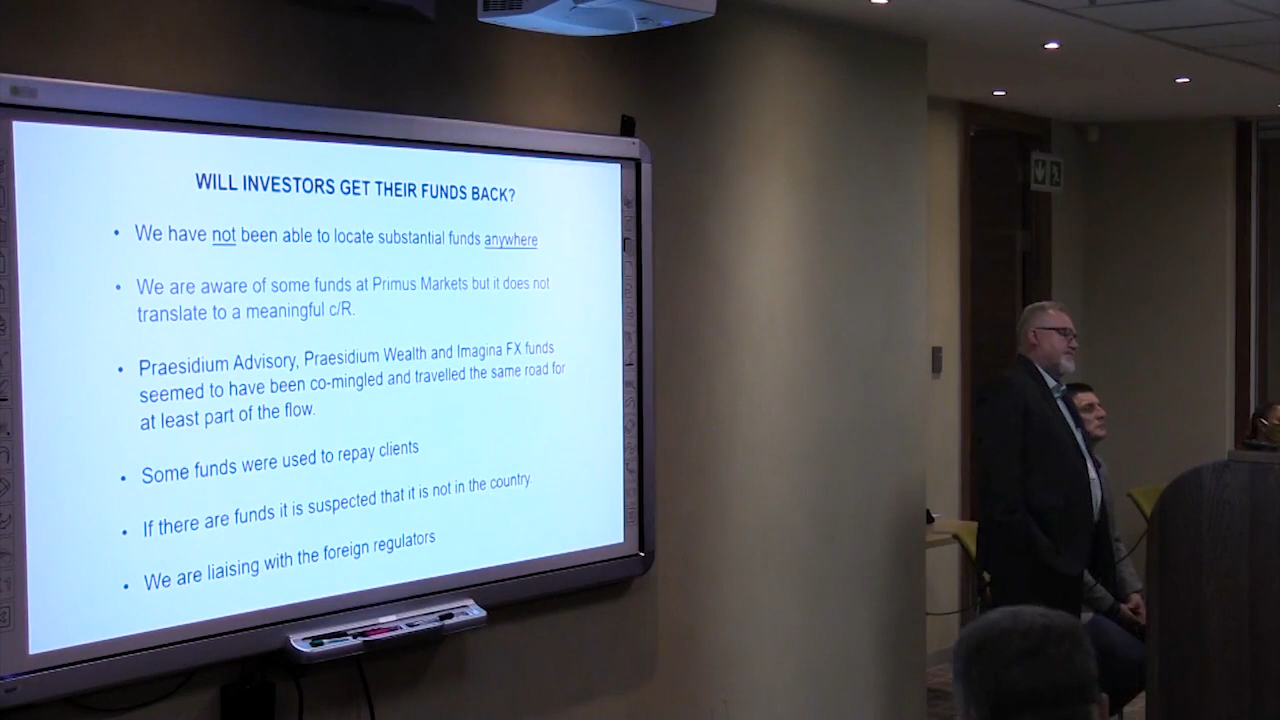 WILL INVESTORS GET THEIR FUNDS BACK?
• We have not been able to locate substantial funds anywhere
• We are aware of some funds at Primus Markets but it does not
translate to a meaningful c/R.
• Praesidium Advisory, Praesidium Wealth and Imagina FX funds
seemed to have been co-mingled and travelled the same road for
at least part of the flow.
• Some funds were used to repay clients
• If there are funds it is suspected that it is not in the country
• We are liaising with the foreign regulators